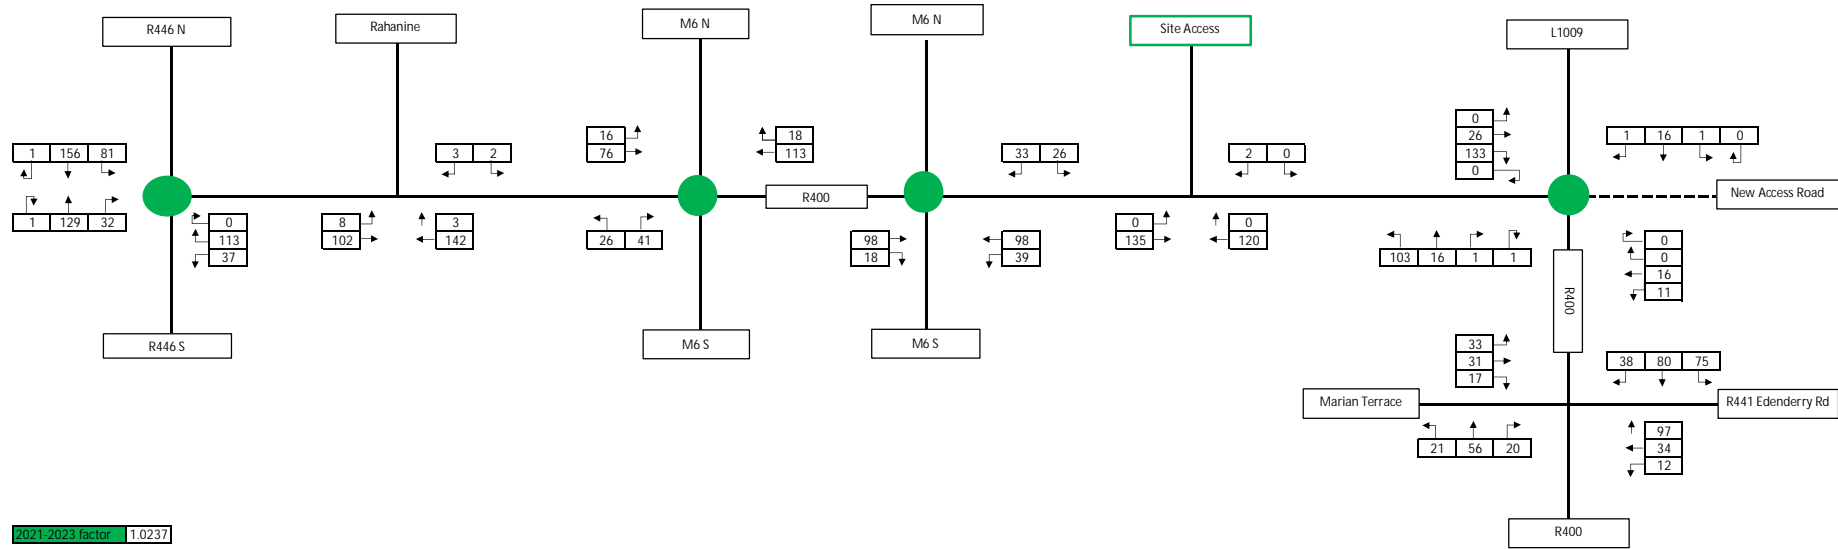 R446 N
Rahanine
M6 N
M6 N
Site Access
L1009
1 156 81
3 2
16
76
18
113
33 26
2 0
0
26
133
0
1 16 1 0
R400
New Access Road
1 129 32
0
113
37
8
102
3
142
26 41
98
18
98
39
0
135
0
120
103 16 1 1
0
0
16
11
R400
R446 S
M6 S
M6 S
33
31
17
38 80 75
Marian Terrace
R441 Edenderry Rd
21 56 20
97
34
12
2021-2023 factor 1.0237
R400